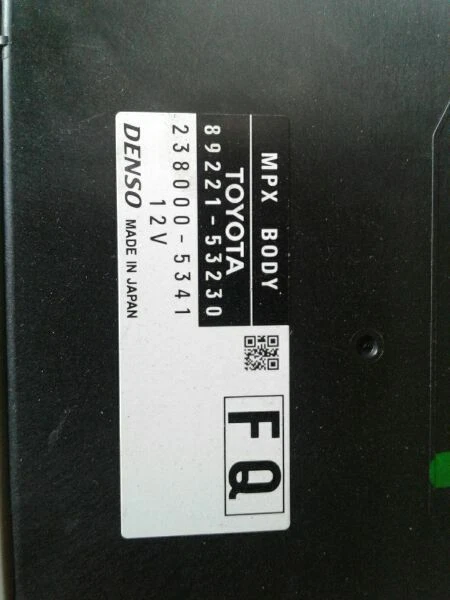 MPX BODY
TOYOTA
89221-53230
238000-5341
12V
DENSO MADE IN JAPAN
FQ